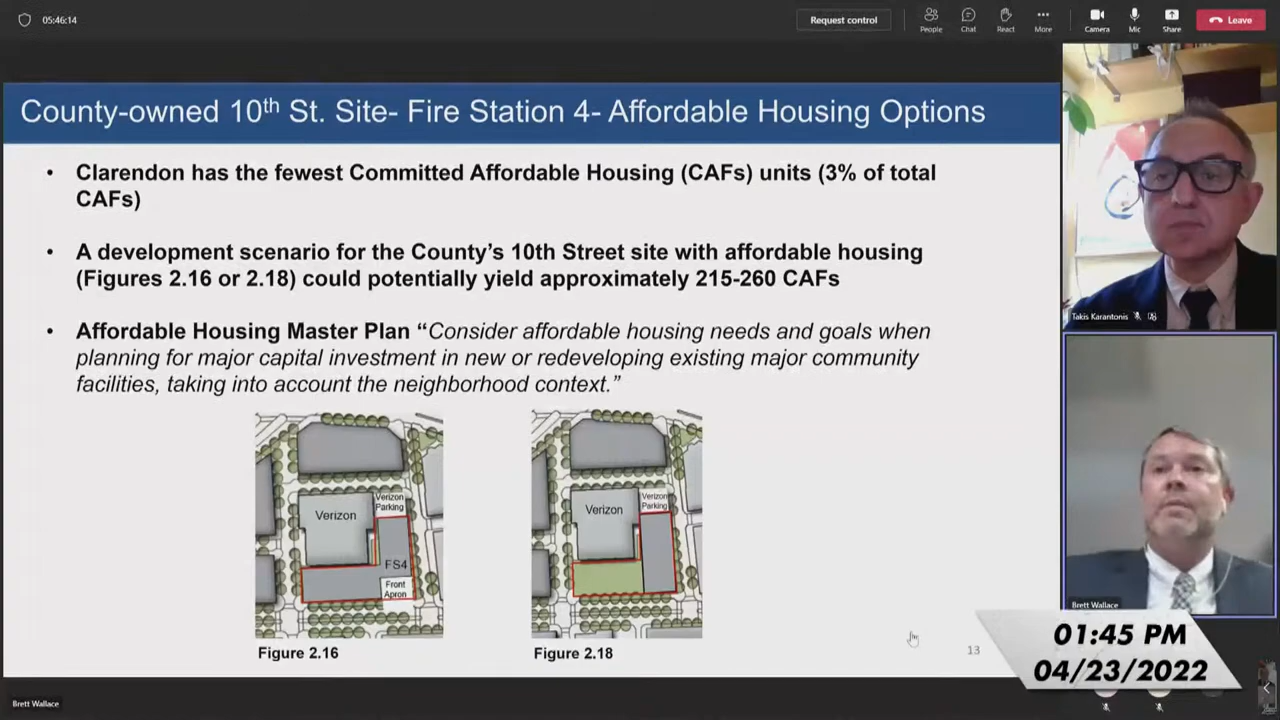 05:46:14
Request control
People
Chat
React
More
Camera
Mic
Share
Leave
County-owned 10th St. Site- Fire Station 4- Affordable Housing Options
• Clarendon has the fewest Committed Affordable Housing (CAFs) units (3% of total
CAFs)
• A development scenario for the County's 10th Street site with affordable housing
(Figures 2.16 or 2.18) could potentially yield approximately 215-260 CAFs
• Affordable Housing Master Plan “Consider affordable housing needs and goals when
planning for major capital investment in new or redeveloping existing major community
facilities, taking into account the neighborhood context.”
Verizon
Verizon
Parking
FS4
Front
Apron
Figure 2.16
Verizon
Verizon
Parking
Figure 2.18
13
Takis Karantonis
Brett Wallace
01:45 PM
04/23/2022
Brett Wallace